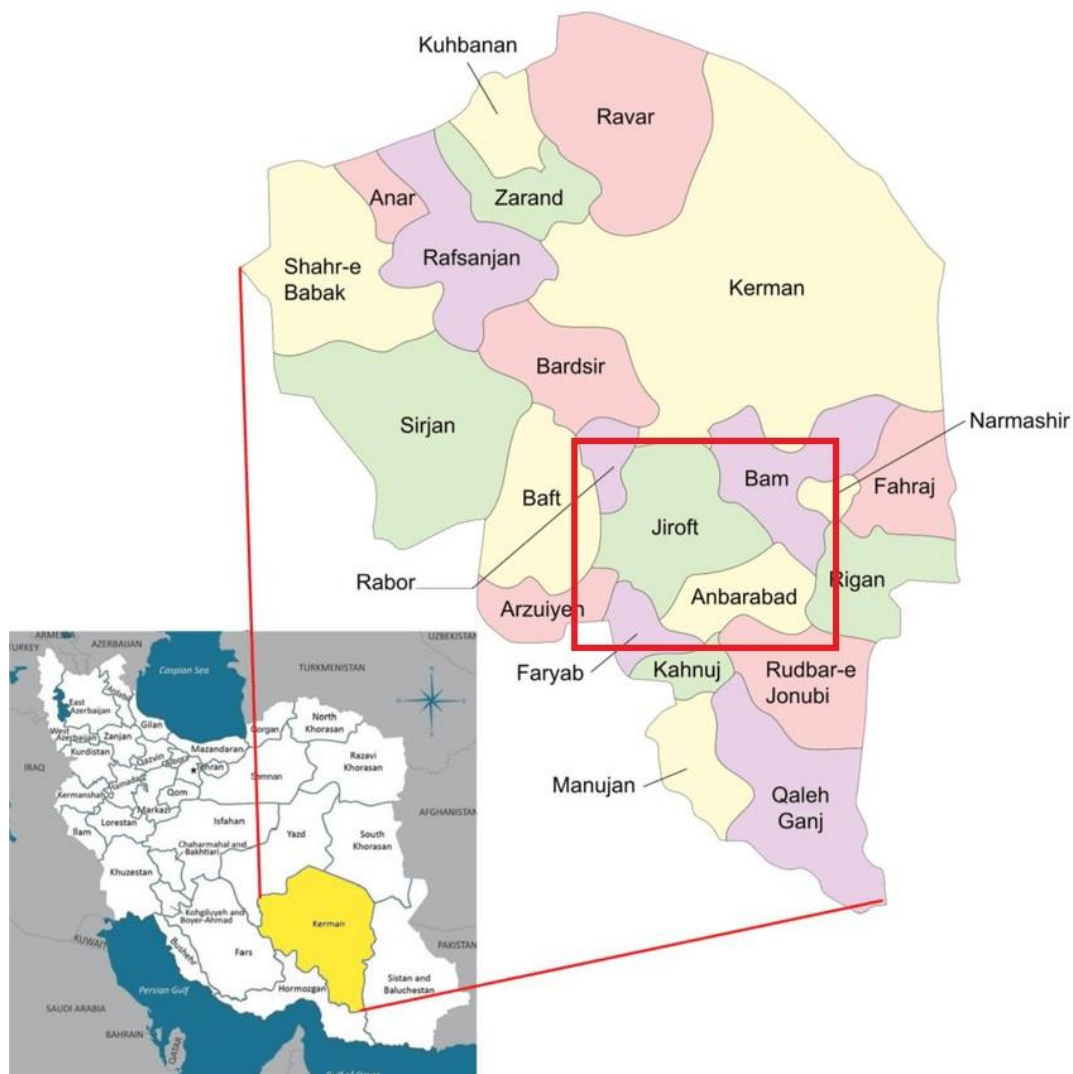 Kuhbanan
Ravar
Anar
Zarand
Rafsanjan
Shahr-e
Babak
Kerman
Bardsir
Sirjan
Narmashir
Bam
Fahraj
Baft
Jiroft
Rabor
Rigan
Anbarabad
Arzuiyeh
Faryab
Kahnuj
Rudbar-e
Jonubi
Manujan
Qaleh
Ganj
ARMENIA
AZERBAIJAN
TURKEY
UZBEKISTAN
Caspian Sea
TURKMENISTAN
East
Azerbaijan
Ardabil
Gilan
West
Azerbaijan
Zanjan
Mazandaran
North
Khorasan
Razavi
Khorasan
Kurdistan
Qazvin
Tehran
IRAQ
Kermanshah
Hamadan
Qom
Markazi
AFGHANISTAN
Ilam
Lorestan
Isfahan
Yazd
South
Khorasan
Chaharmahal and
Bakhtiari
Khuzestan
Kohgiluyeh and
Boyer-Ahmad
Kerman
KUWAIT
Bushehr
Fars
PAKISTAN
Sistan and
Baluchestan
Hormozgan
Persian Gulf
SAUDI ARABIA
BAHRAIN
QATAR